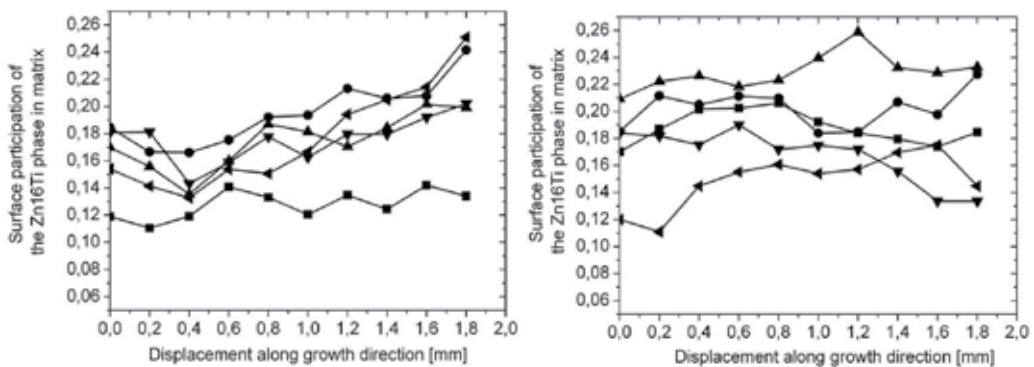 Surface participation of
the Zn16Ti phase in matrix
0,28
0,26
0,24
0,22
0,20
0,18
0,16
0,14
0,12
0,10
0,08
0,06
0,0 0,2 0,4 0,6 0,8 1,0 1,2 1,4 1,6 1,8 2,0
Displacement along growth direction [mm]
Surface participation of
the Zn16Ti phase in matrix
0,26
0,24
0,22
0,20
0,18
0,16
0,14
0,12
0,10
0,08
0,06
0,0 0,2 0,4 0,6 0,8 1,0 1,2 1,4 1,6 1,8 2,0
Displacement along growth direction [mm]